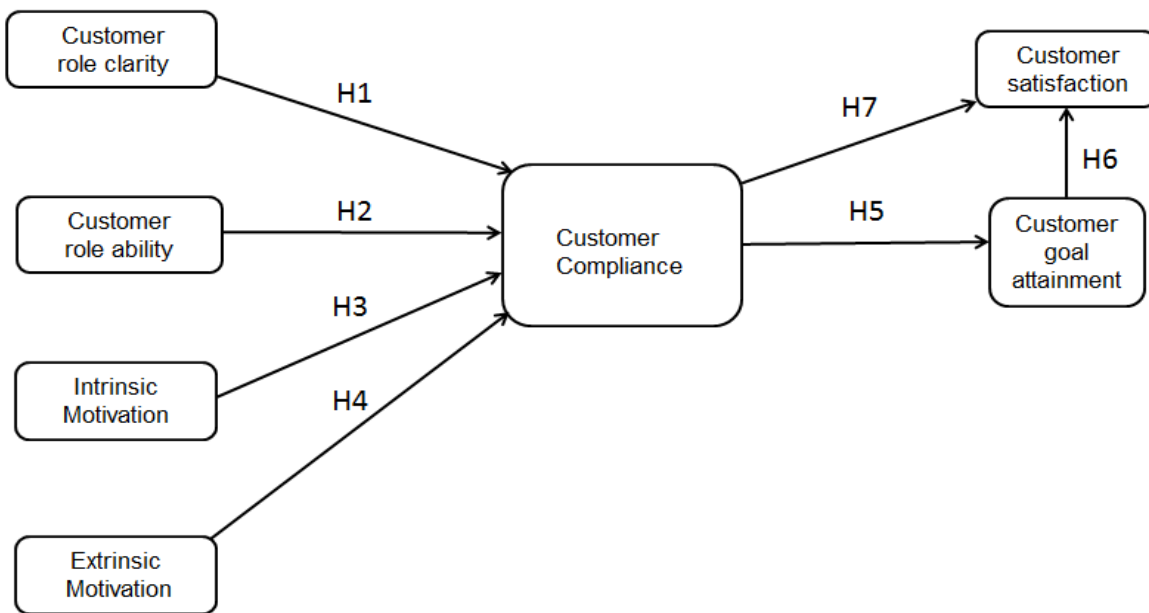 Customer
role clarity
H1
Customer
role ability
H2
Intrinsic
Motivation
H3
Extrinsic
Motivation
H4
Customer
Compliance
H7
H5
Customer
satisfaction
H6
Customer
goal
attainment